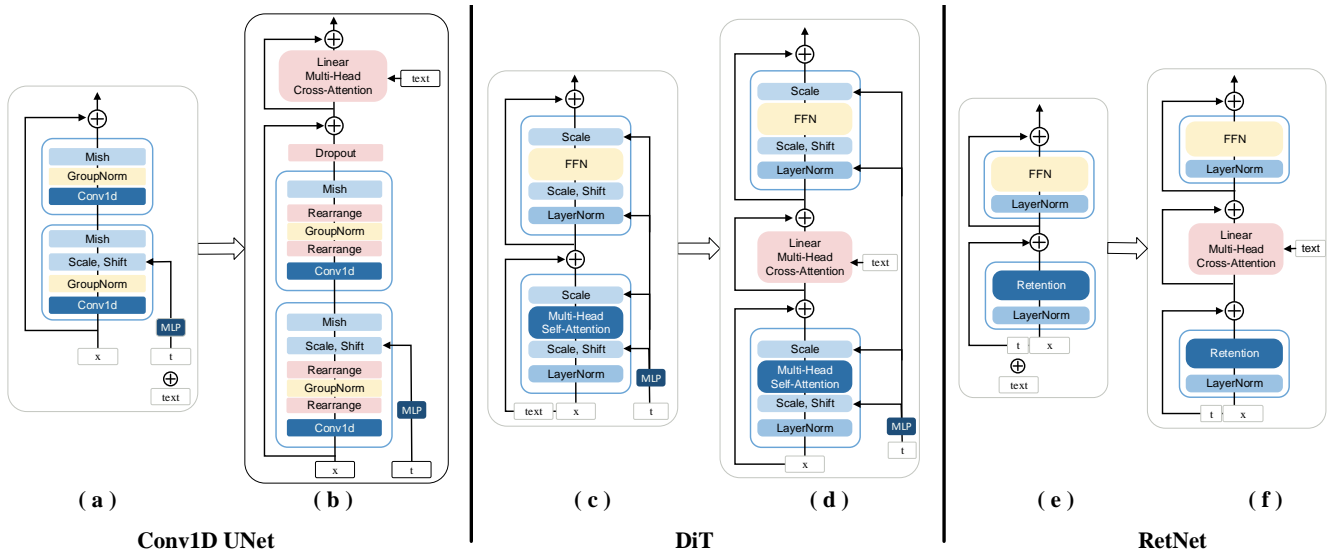 Mish
GroupNorm
Conv1d
Mish
Scale, Shift
GroupNorm
Conv1d
MLP
x
t
text
( a )
Linear
Multi-Head
Cross-Attention
text
Dropout
Mish
Rearrange
GroupNorm
Rearrange
Conv1d
Mish
Scale, Shift
Rearrange
GroupNorm
Rearrange
Conv1d
MLP
x
t
( b )
Conv1D UNet
Scale
FFN
Scale, Shift
LayerNorm
Scale
Multi-Head
Self-Attention
Scale, Shift
LayerNorm
MLP
text
x
t
( c )
Scale
FFN
Scale, Shift
LayerNorm
Linear
Multi-Head
Cross-Attention
text
Scale
Multi-Head
Self-Attention
Scale, Shift
LayerNorm
MLP
x
t
( d )
DiT
FFN
LayerNorm
Retention
LayerNorm
t
x
text
( e )
FFN
LayerNorm
Linear
Multi-Head
Cross-Attention
text
Retention
LayerNorm
t
x
( f )
RetNet